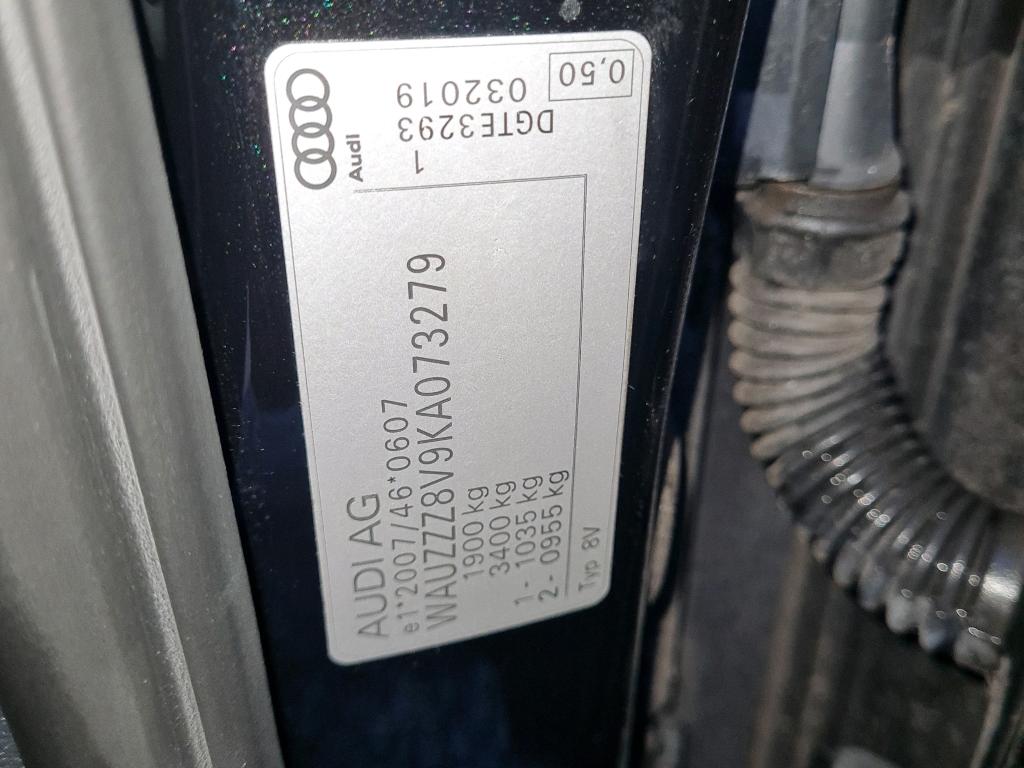 AUDI AG
e1*2007/46*0607
WAUZZZ8V9KA073279
1900 kg
3400 kg
1- 1035 kg
2- 0955 kg
Typ 8V
Audi
1
DGTE3293
032019
0,50